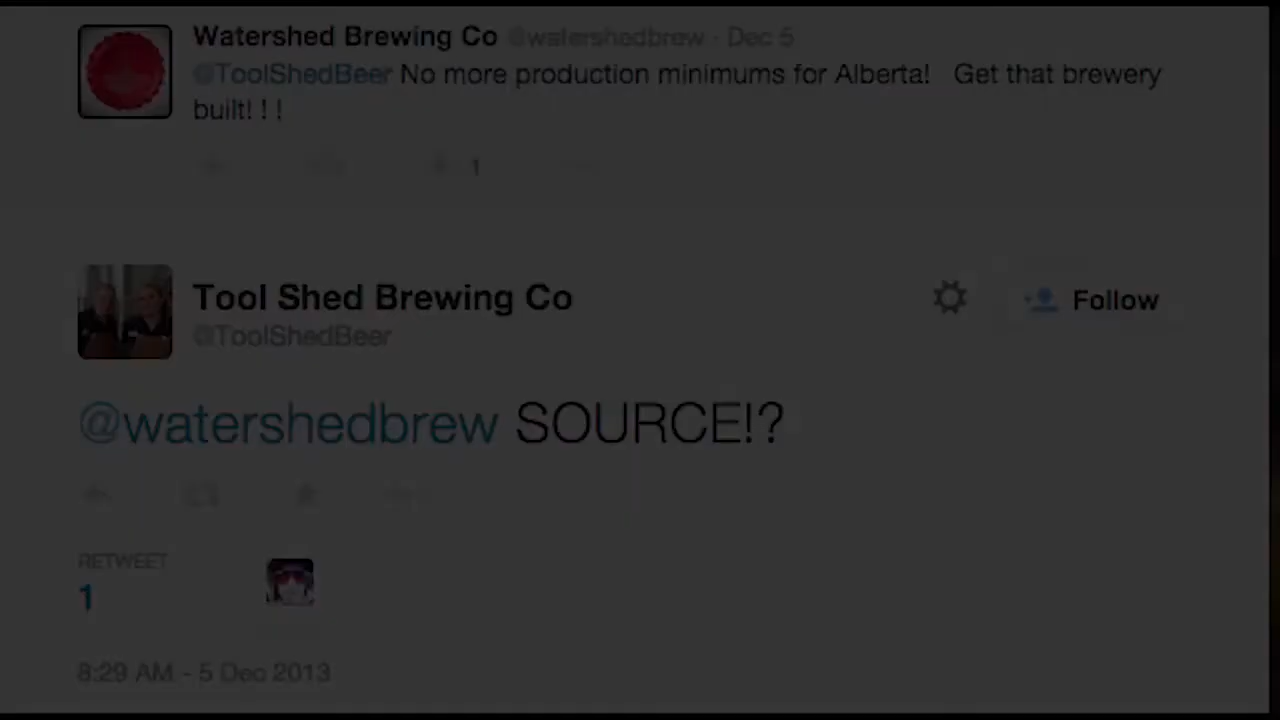 Watershed Brewing Co @watershedbrew · Dec 5
@ToolShedBeer No more production minimums for Alberta! Get that brewery
built! ! !
1
Tool Shed Brewing Co
Follow
@ToolShedBeer
@watershedbrew SOURCE!?
RETWEET
1
8:29 AM - 5 Dec 2013